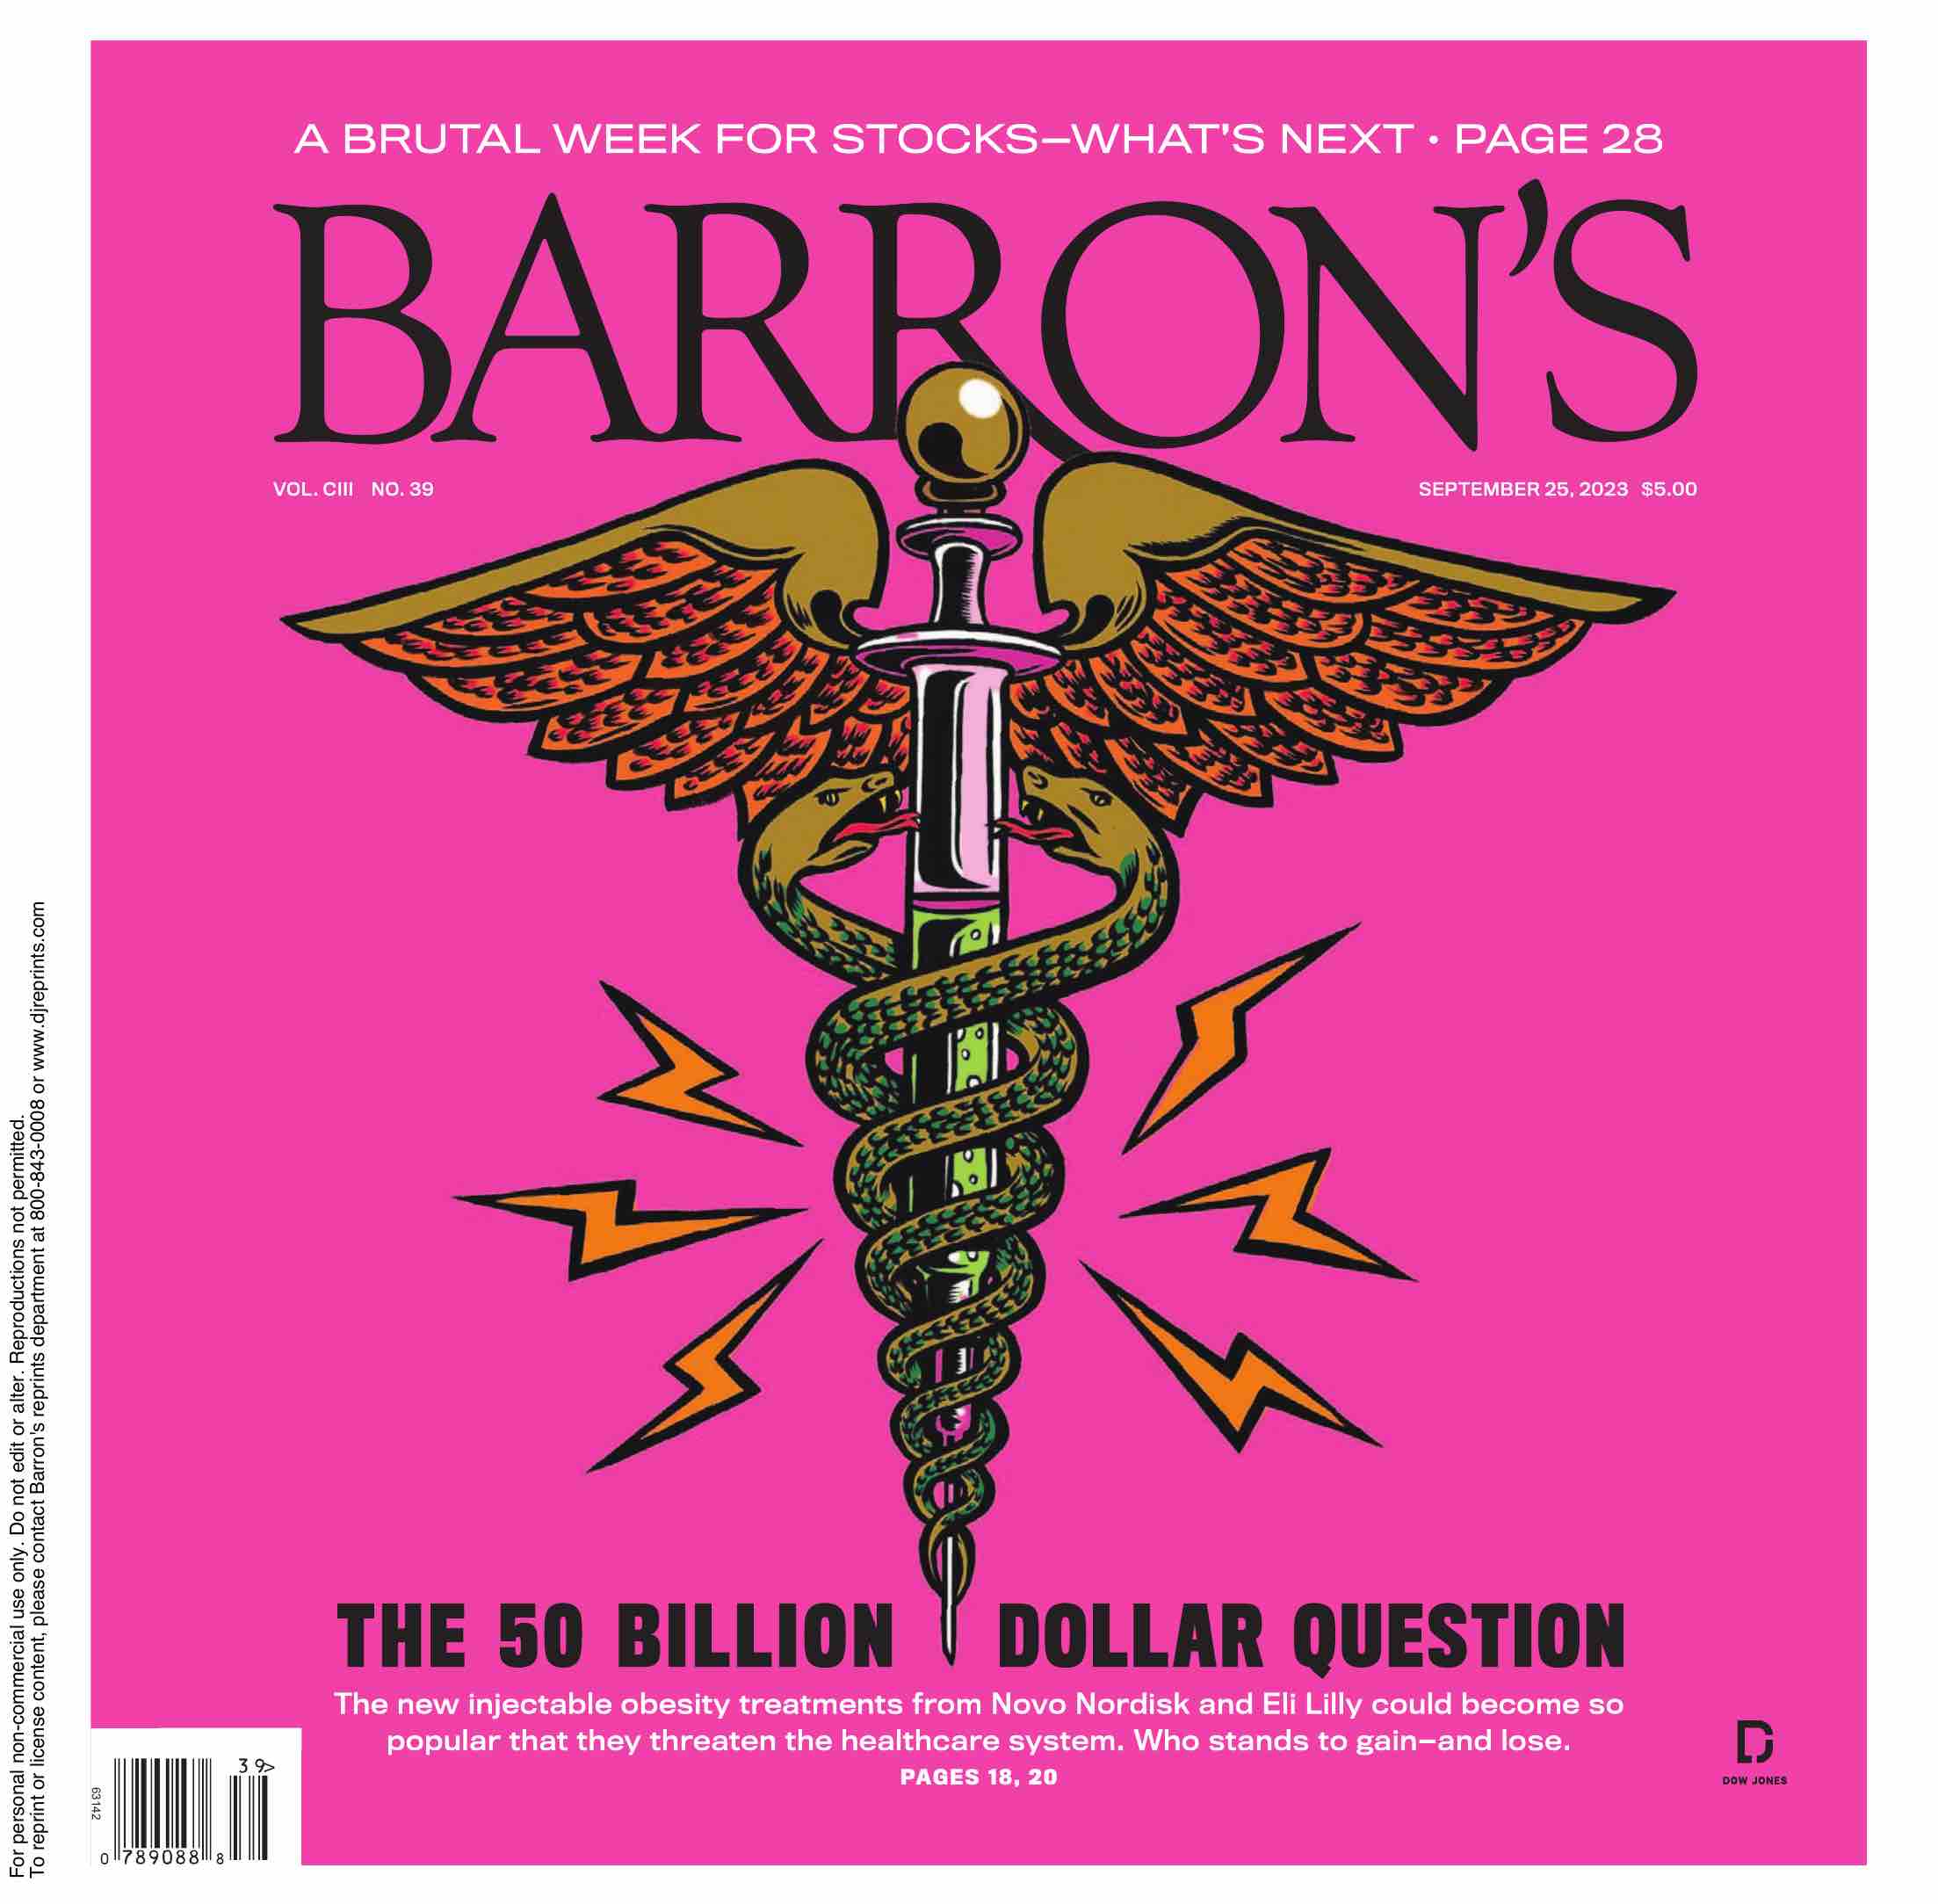 A BRUTAL WEEK FOR STOCKS—WHAT'S NEXT • PAGE 28
BARRON'S
VOL. CIII NO. 39
SEPTEMBER 25, 2023 $5.00
THE 50 BILLION DOLLAR QUESTION
The new injectable obesity treatments from Novo Nordisk and Eli Lilly could become so
popular that they threaten the healthcare system. Who stands to gain—and lose.
PAGES 18, 20
DOW JONES
39>
63142
0 789088 8
For personal non-commercial use only. Do not edit or alter. Reproductions not permitted.
To reprint or license content, please contact Barron's reprints department at 800-843-0008 or www.djreprints.com